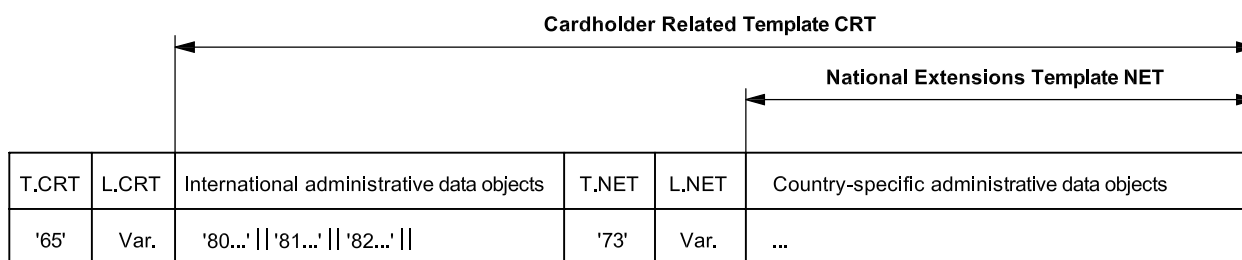 Cardholder Related Template CRT
National Extensions Template NET
T.CRT L.CRT International administrative data objects T.NET L.NET Country-specific administrative data objects
'65' Var. '80...' || '81...' || '82...' || '73' Var. ...